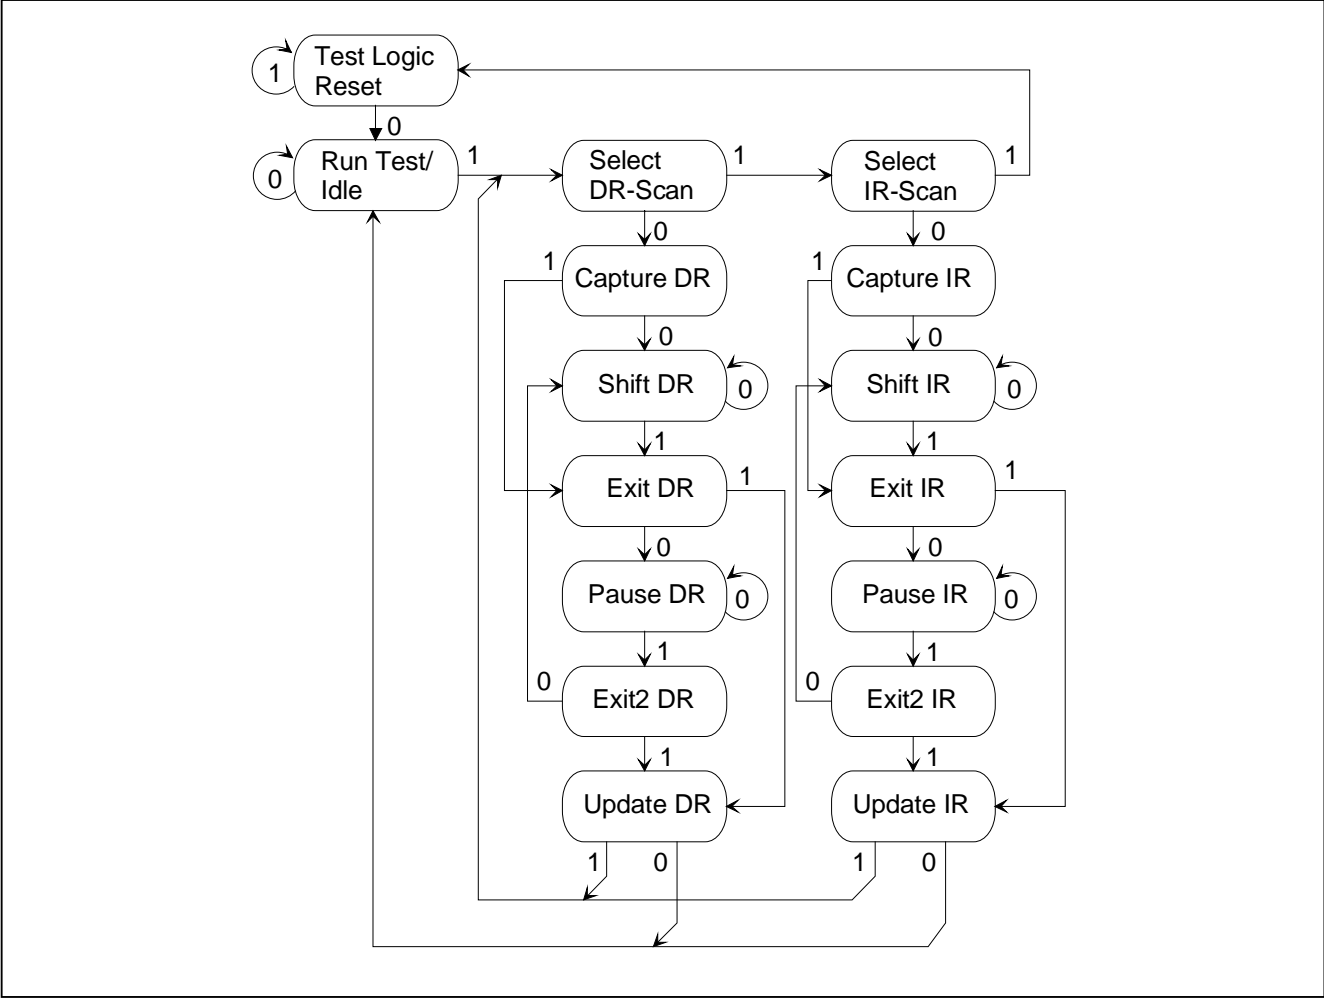 Test Logic
Reset
1
0
Run Test/
Idle
0
1
Select
DR-Scan
1
Select
IR-Scan
1
0
0
1
Capture DR
1
Capture IR
0
0
Shift DR
0
Shift IR
0
1
1
Exit DR
1
Exit IR
1
0
0
Pause DR
0
Pause IR
0
1
1
0
Exit2 DR
0
Exit2 IR
1
1
Update DR
Update IR
1
0
1
0